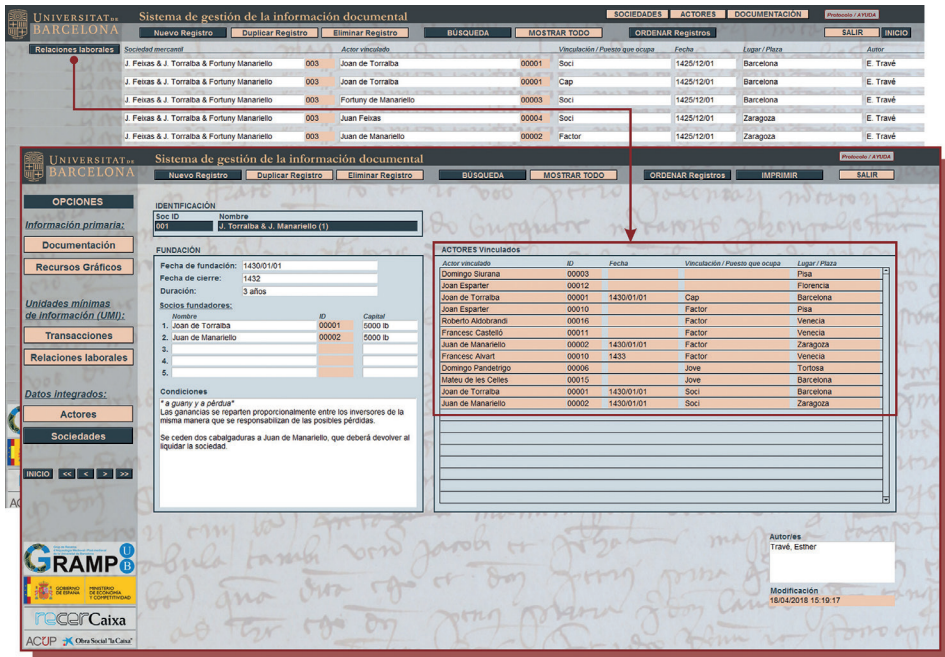 UNIVERSITAT DE
BARCELONA
Sistema de gestión de la información documental
SOCIEDADES ACTORES DOCUMENTACIÓN Protocolo / AYUDA
Nuevo Registro Duplicar Registro Eliminar Registro BÚSQUEDA MOSTRAR TODO ORDENAR Registros SALIR INICIO
Relaciones laborales Sociedad mercantil Actor vinculado Vinculación / Puesto que ocupa Fecha Lugar / Plaza Autor
J. Feixas & J. Torralba & Fortuny Manariello 003 Joan de Torralba 00001 Soci 1425/12/01 Barcelona E. Travé
J. Feixas & J. Torralba & Fortuny Manariello 003 Joan de Torralba 00001 Cap 1425/12/01 Barcelona E. Travé
J. Feixas & J. Torralba & Fortuny Manariello 003 Fortuny de Manariello 00003 Soci 1425/12/01 Barcelona E. Travé
J. Feixas & J. Torralba & Fortuny Manariello 003 Juan Feixas 00004 Soci 1425/12/01 Zaragoza E. Travé
J. Feixas & J. Torralba & Fortuny Manariello 003 Juan de Manariello 00002 Factor 1425/12/01 Zaragoza E. Travé
UNIVERSITAT DE
BARCELONA
Sistema de gestión de la información documental
Protocolo / AYUDA
Nuevo Registro Duplicar Registro Eliminar Registro BÚSQUEDA MOSTRAR TODO ORDENAR Registros IMPRIMIR SALIR
OPCIONES
Información primaria:
Documentación
Recursos Gráficos
Unidades mínimas
de información (UMI):
Transacciones
Relaciones laborales
Datos integrados:
Actores
Sociedades
INICIO << < > >>
IDENTIFICACIÓN
Soc ID Nombre
001 J. Torralba & J. Manariello (1)
FUNDACIÓN
Fecha de fundación: 1430/01/01
Fecha de cierre: 1432
Duración: 3 años
Socios fundadores:
Nombre ID Capital
1. Joan de Torralba 00001 5000 lb
2. Juan de Manariello 00002 5000 lb
3.
4.
5.
Condiciones
" a guany y a pèrdua"
Las ganancias se reparten proporcionalmente entre los inversores de la
misma manera que se responsabilizan de las posibles pérdidas.
Se ceden dos cabalgaduras a Juan de Manariello, que deberá devolver al
liquidar la sociedad.
ACTORES Vinculados
Actor vinculado ID Fecha Vinculación / Puesto que ocupa Lugar / Plaza
Domingo Siurana 00003 Pisa
Joan Esparter 00012 Florencia
Joan de Torralba 00001 1430/01/01 Cap Barcelona
Joan Esparter 00010 Factor Pisa
Roberto Aldobrandi 00016 Factor Venecia
Francesc Castelló 00011 Factor Venecia
Juan de Manariello 00002 1430/01/01 Factor Zaragoza
Francesc Alvart 00010 1433 Factor Venecia
Domingo Pandetrigo 00006 Jove Tortosa
Mateu de les Celles 00015 Jove Barcelona
Joan de Torralba 00001 1430/01/01 Soci Barcelona
Juan de Manariello 00002 1430/01/01 Soci Zaragoza
Autor/es
Travé, Esther
Modificación
18/04/2018 15:19:17
GRAMP UB
GOBIERNO DE ESPAÑA MINISTERIO DE ECONOMÍA Y COMPETITIVIDAD
recerCaixa
ACUP Obra Social "la Caixa"